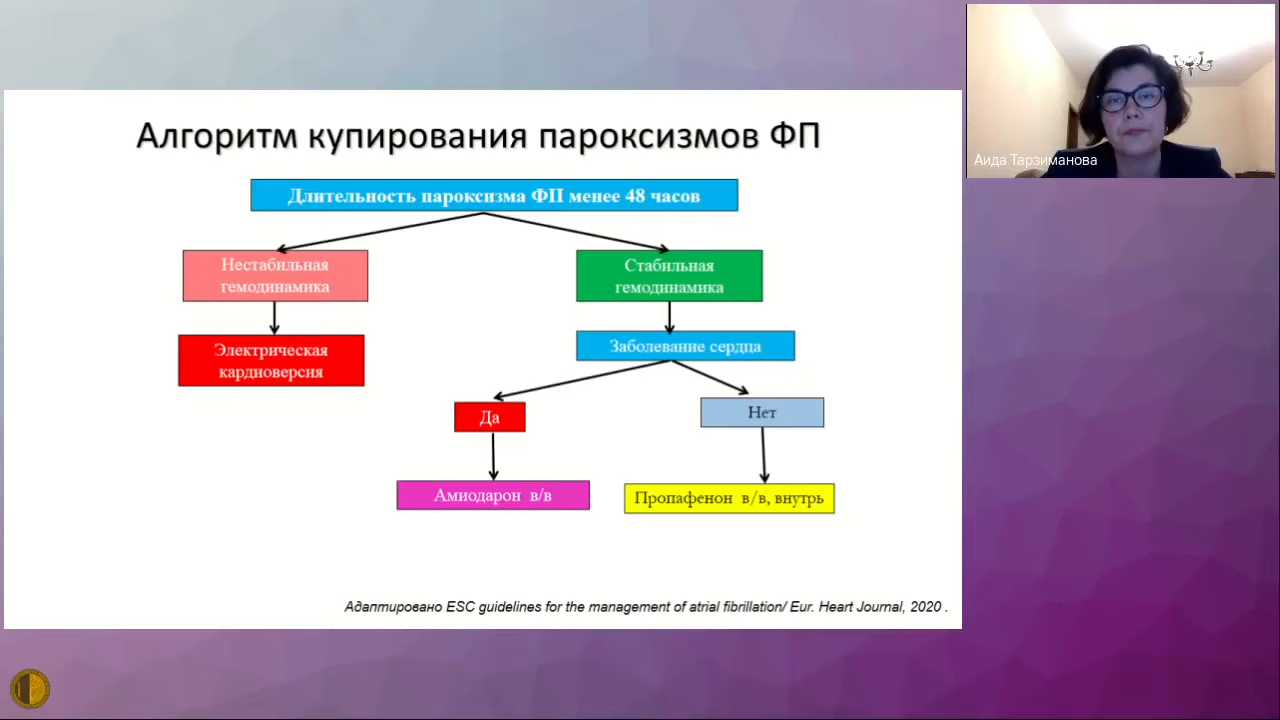 Алгоритм купирования пароксизмов ФП
Длительность пароксизма ФП менее 48 часов
Нестабильная
гемодинамика
Стабильная
гемодинамика
Электрическая
кардиоверсия
Заболевание сердца
Да
Нет
Амиодарон в/в
Пропафенон в/в, внутрь
Адаптировано ESC guidelines for the management of atrial fibrillation/ Eur. Heart Journal, 2020 .
Аида Тарзиманова